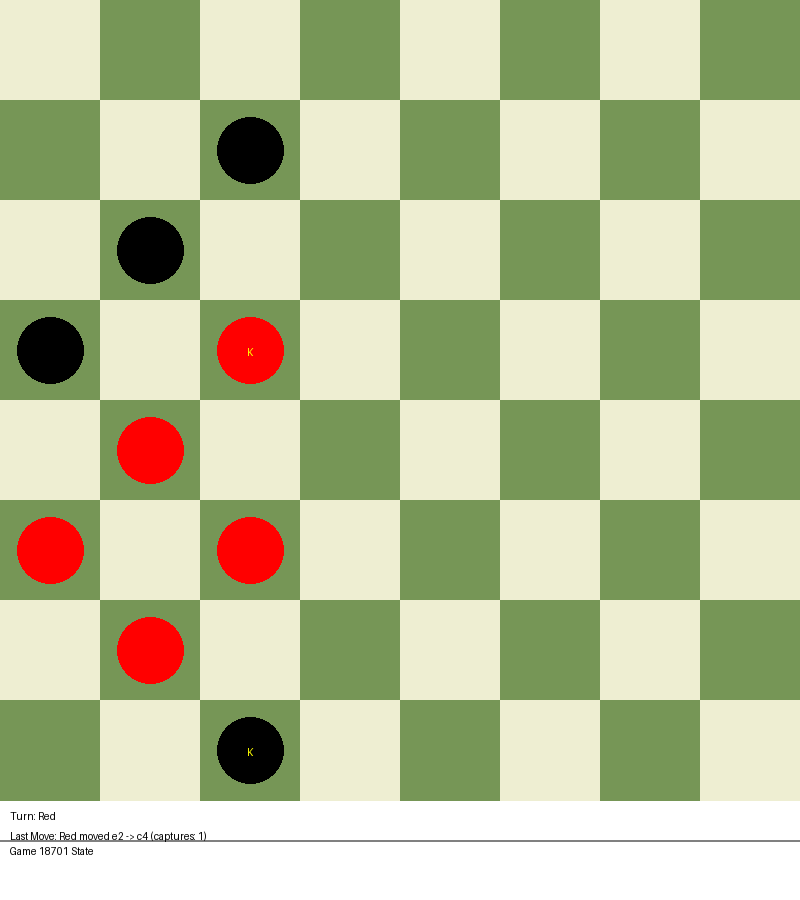 K
K
Turn: Red
Last Move: Red moved e2 -> c4 (captures: 1)
Game 18701 State